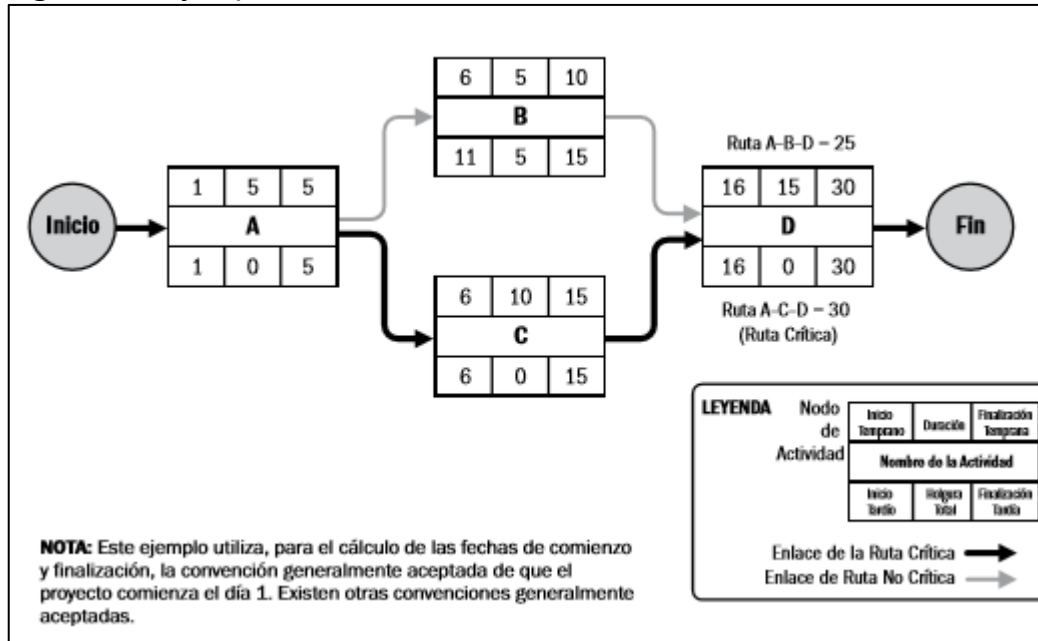 6 5 10
B
11 5 15
Ruta A-B-D – 25
Inicio
1 5 5
A
1 0 5
16 15 30
D
16 0 30
Fin
6 10 15
C
6 0 15
Ruta A-C-D – 30
(Ruta Crítica)
LEYENDA
Nodo
de
Actividad
Inicio
Temprano
Duración
Finalización
Temprana
Nombre de la Actividad
Inicio
Tardío
Holgura
Total
Finalización
Tardía
NOTA: Este ejemplo utiliza, para el cálculo de las fechas de comienzo
y finalización, la convención generalmente aceptada de que el
proyecto comienza el día 1. Existen otras convenciones generalmente
aceptadas.
Enlace de la Ruta Crítica
Enlace de Ruta No Crítica